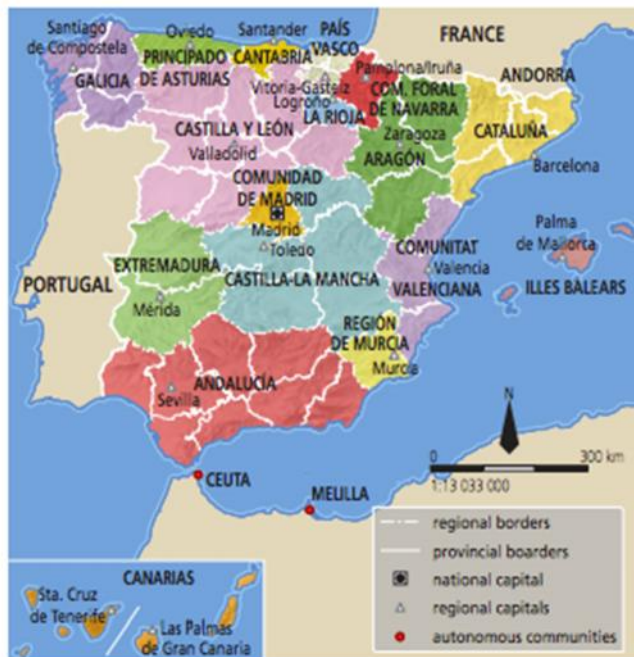 Santiago
de Compostela
GALICIA
Oviedo
PRINCIPADO
DE ASTURIAS
Santander
CANTABRIA
PAÍS
VASCO
FRANCE
Vitoria-Gasteiz
Logroño
LA RIOJA
Pamplona/Iruña
COM. FORAL
DE NAVARRA
ANDORRA
CASTILLA Y LEÓN
Valladolid
Zaragoza
ARAGÓN
CATALUÑA
Barcelona
COMUNIDAD
DE MADRID
Madrid
Toledo
PORTUGAL
EXTREMADURA
Mérida
CASTILLA-LA MANCHA
COMUNITAT
Valencia
VALENCIANA
Palma
de Mallorca
ILLES BALEARS
REGIÓN
DE MURCIA
Murcia
ANDALUCÍA
Sevilla
N
0 300 km
1:13 033 000
CEUTA
MELILLA
regional borders
provincial boarders
national capital
regional capitals
autonomous communities
CANARIAS
Sta. Cruz
de Tenerife
Las Palmas
de Gran Canaria